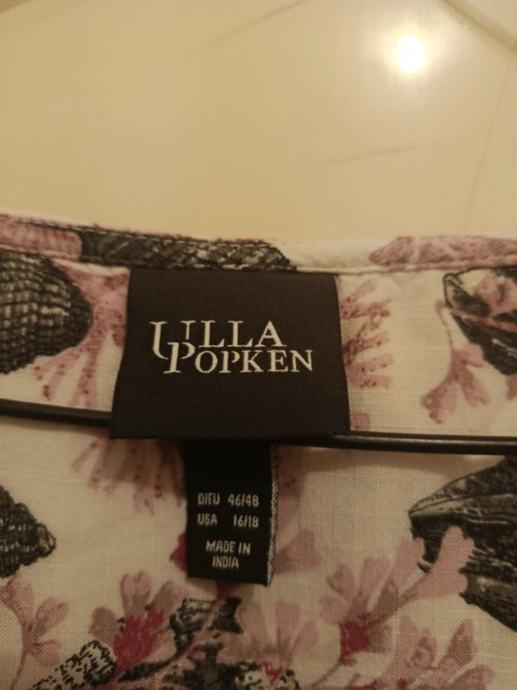 ULLA
POPKEN
D/EU 46/48
USA 16/18
MADE IN
INDIA